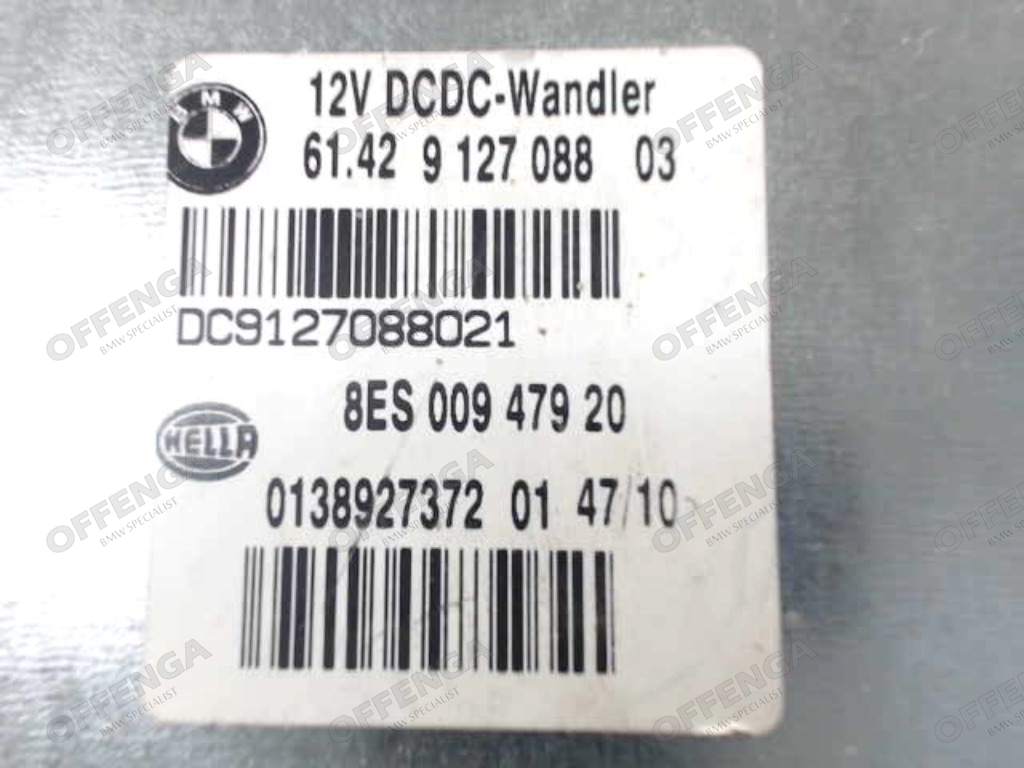 12V DCDC-Wandler
BMW
61.42 9 127 088 03
DC9127088021
8ES 009 479 20
HELLA
0138927372 01 47/10
OFFENGA
BMW SPECIALIST